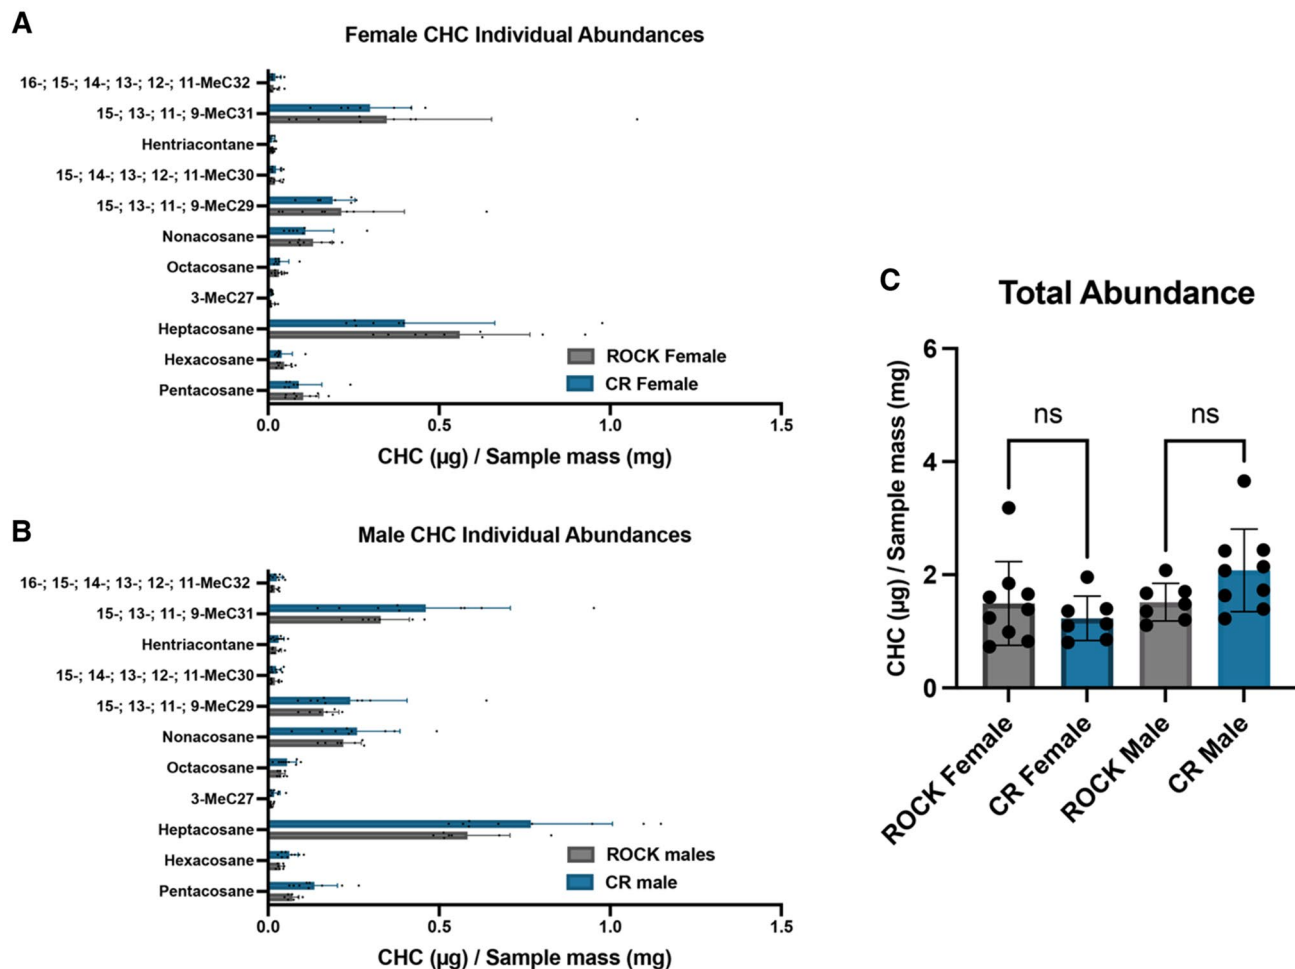 A
Female CHC Individual Abundances
16-; 15-; 14-; 13-; 12-; 11-MeC32
15-; 13-; 11-; 9-MeC31
Hentriacontane
15-; 14-; 13-; 12-; 11-MeC30
15-; 13-; 11-; 9-MeC29
Nonacosane
Octacosane
3-MeC27
Heptacosane
Hexacosane
Pentacosane
ROCK Female
CR Female
0.0 0.5 1.0 1.5
CHC (µg) / Sample mass (mg)
B
Male CHC Individual Abundances
16-; 15-; 14-; 13-; 12-; 11-MeC32
15-; 13-; 11-; 9-MeC31
Hentriacontane
15-; 14-; 13-; 12-; 11-MeC30
15-; 13-; 11-; 9-MeC29
Nonacosane
Octacosane
3-MeC27
Heptacosane
Hexacosane
Pentacosane
ROCK males
CR male
0.0 0.5 1.0 1.5
CHC (µg) / Sample mass (mg)
C
Total Abundance
CHC (µg) / Sample mass (mg)
6
4
2
0
ns ns
ROCK Female
CR Female
ROCK Male
CR Male